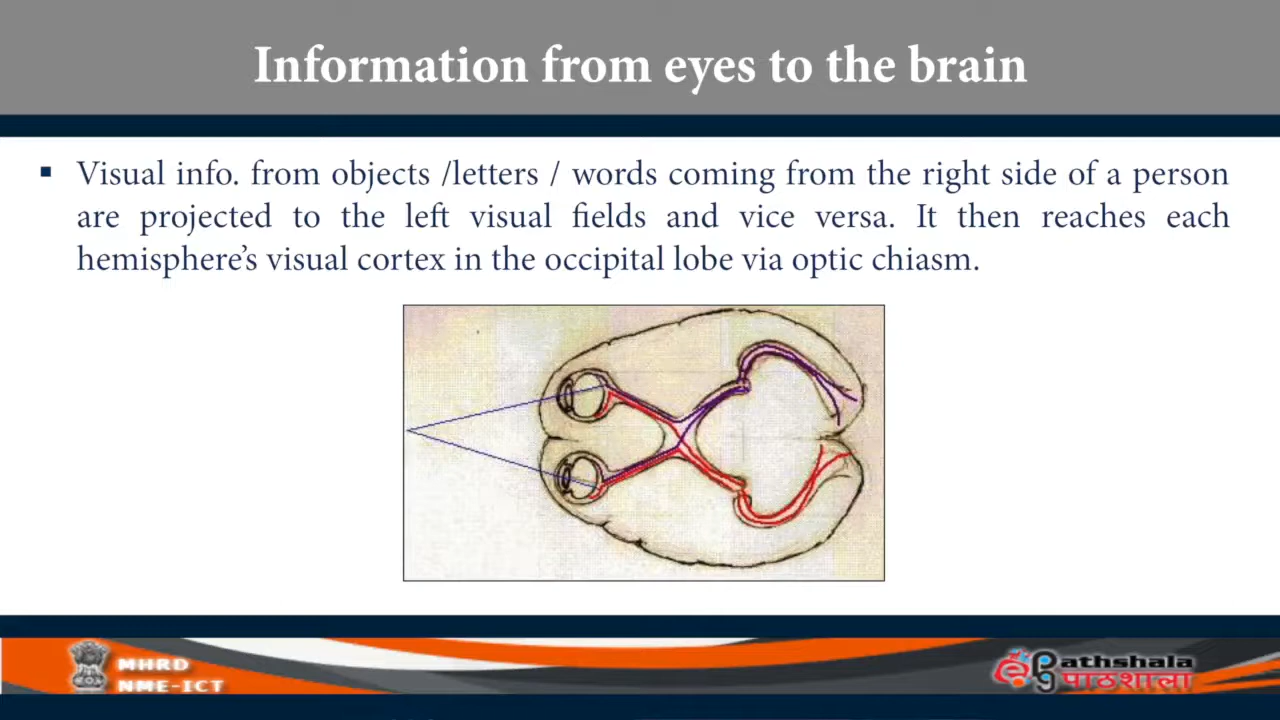 Information from eyes to the brain
▪ Visual info. from objects /letters / words coming from the right side of a person
are projected to the left visual fields and vice versa. It then reaches each
hemisphere’s visual cortex in the occipital lobe via optic chiasm.
MHRD
NME-ICT
epathshala
पाठशाला